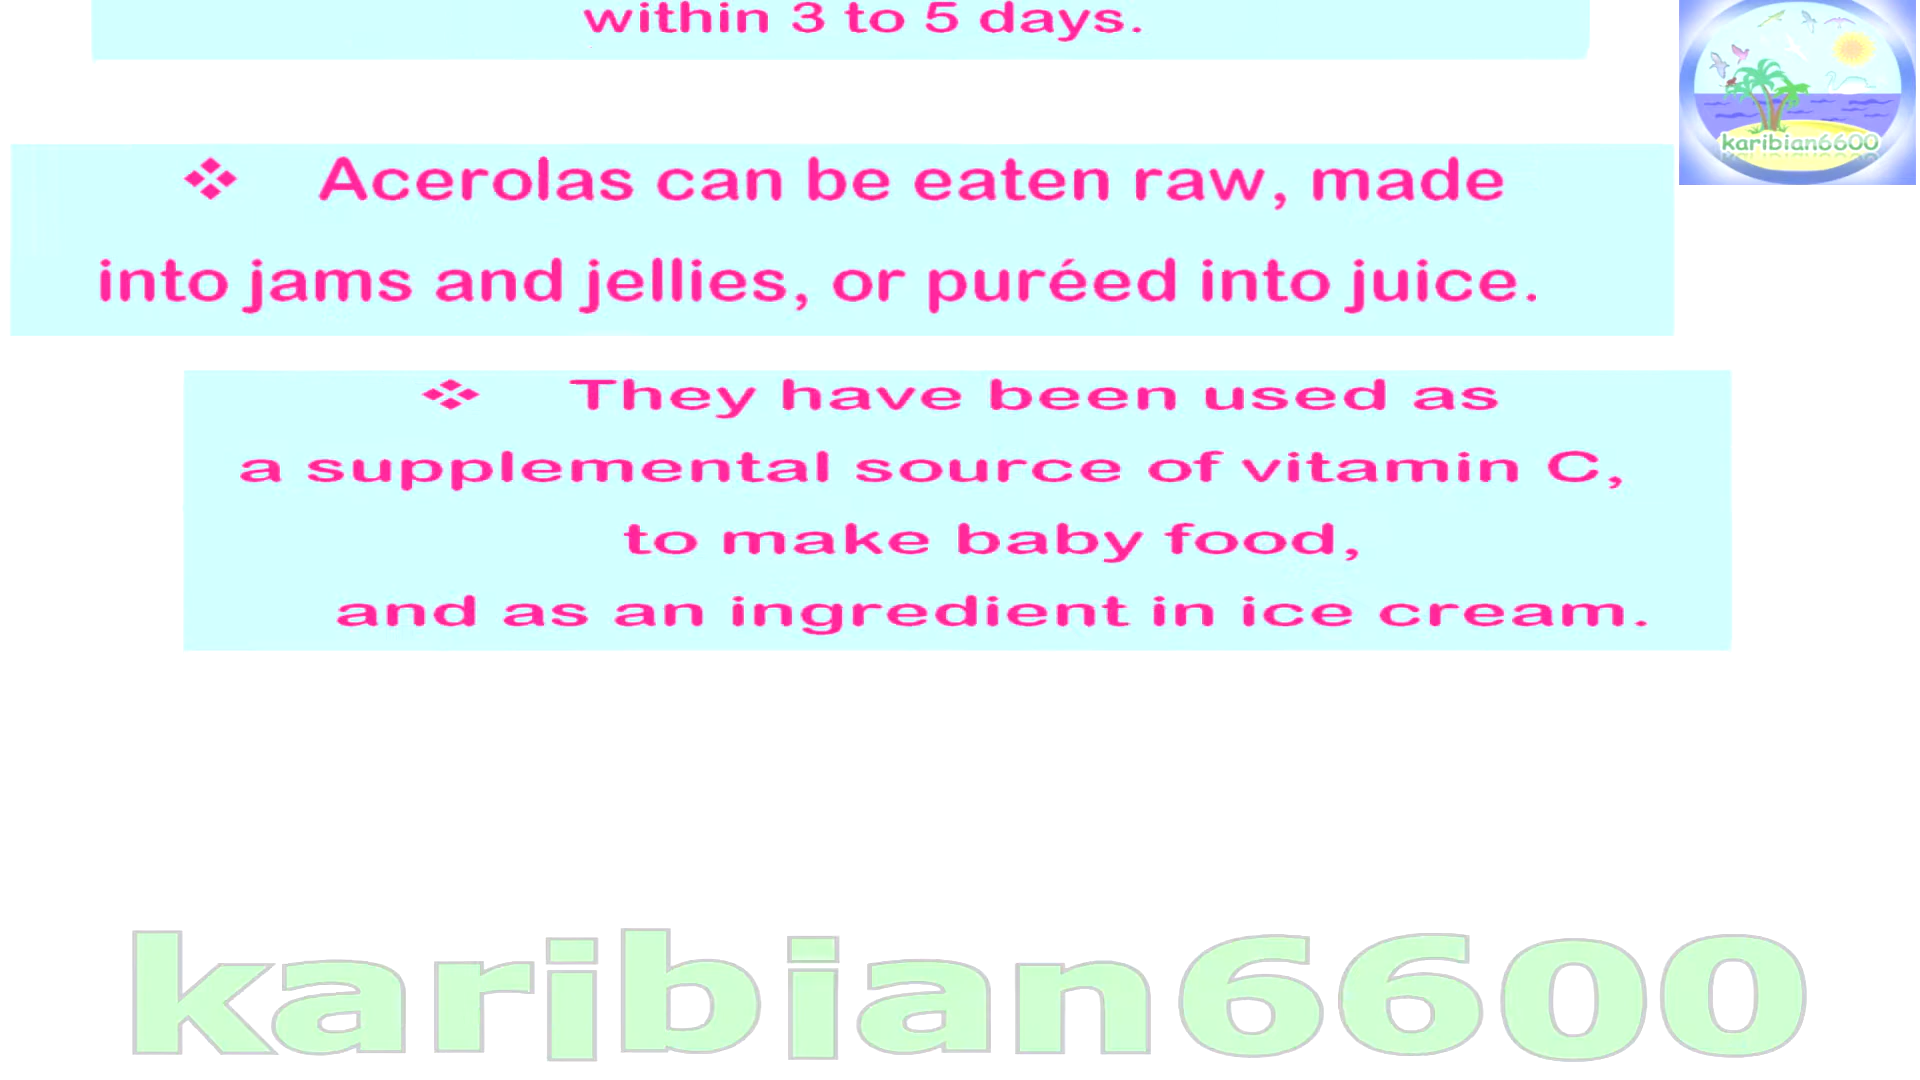 within 3 to 5 days.
karibian6600
❖ Acerolas can be eaten raw, made
into jams and jellies, or puréed into juice.
❖ They have been used as
a supplemental source of vitamin C,
to make baby food,
and as an ingredient in ice cream.
karibian6600